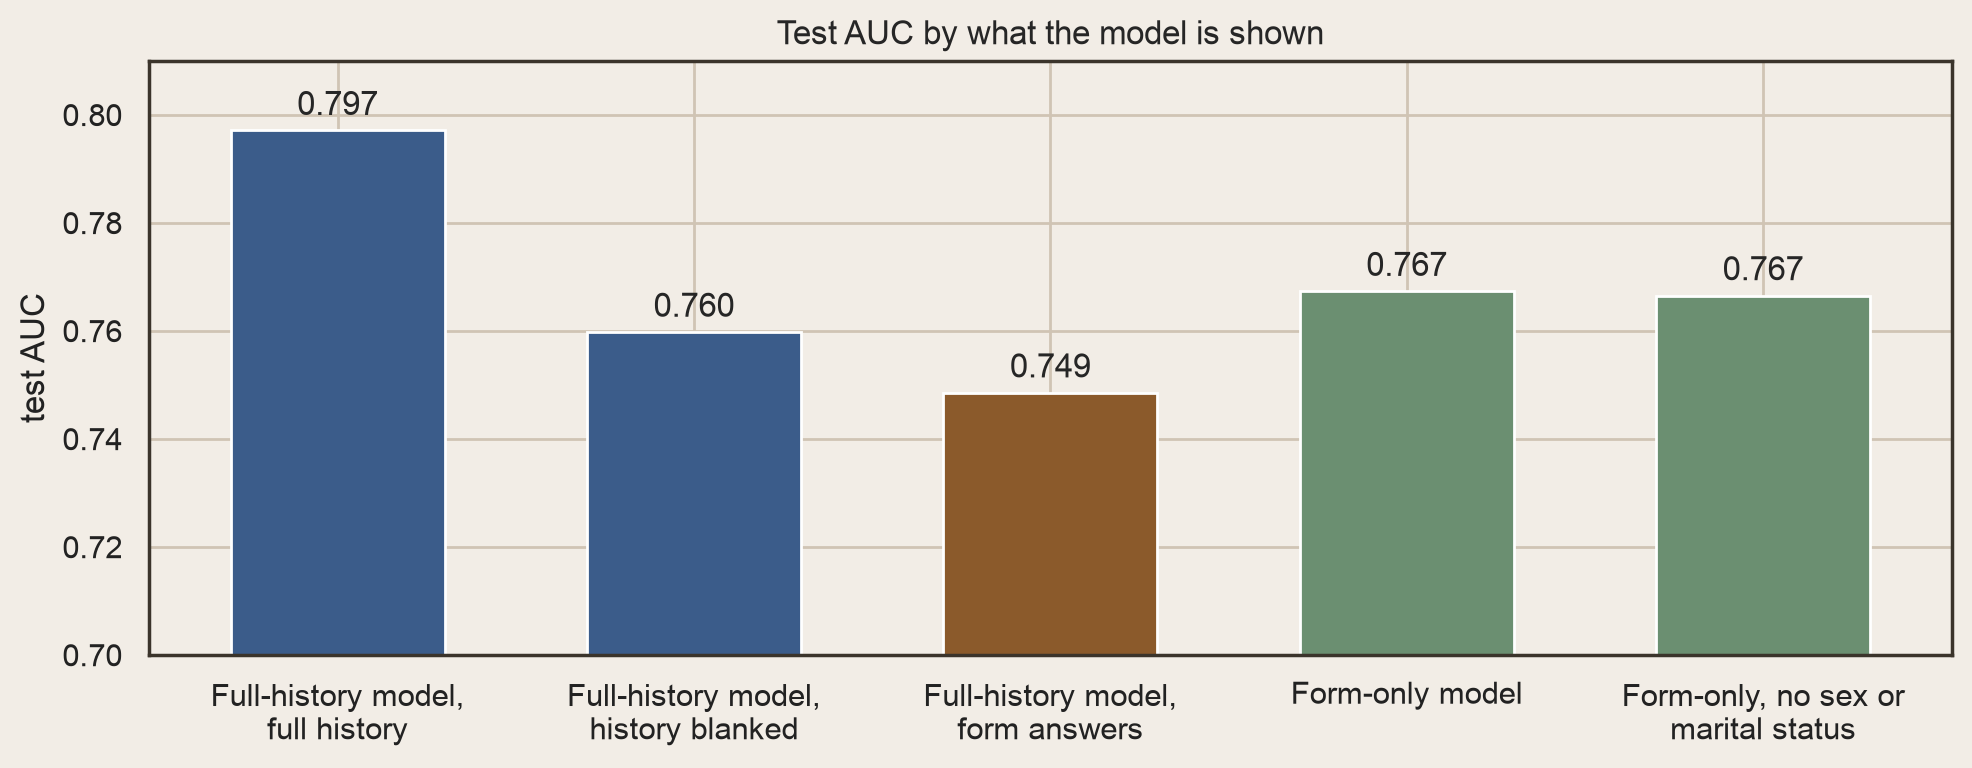 Test AUC by what the model is shown
test AUC
0.80
0.78
0.76
0.74
0.72
0.70
0.797
0.760
0.749
0.767
0.767
Full-history model,
full history
Full-history model,
history blanked
Full-history model,
form answers
Form-only model
Form-only, no sex or
marital status